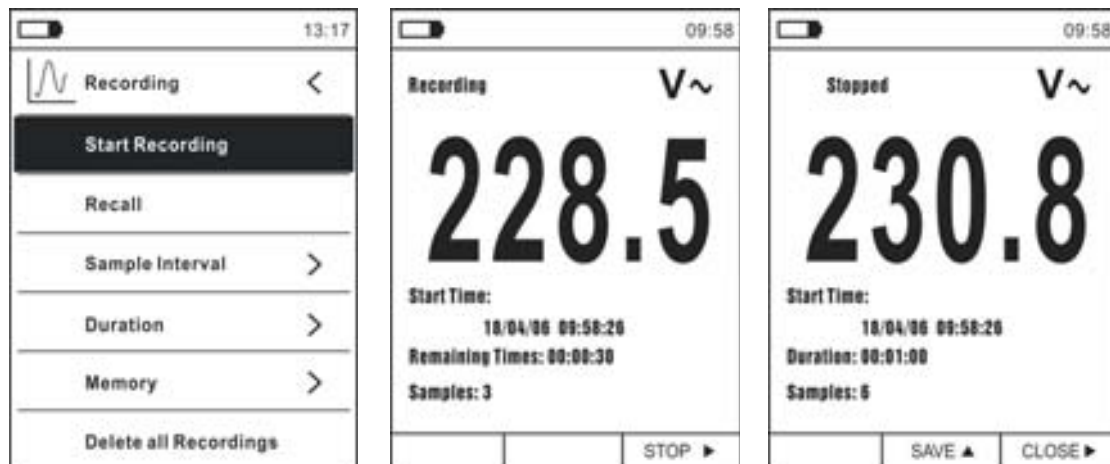 13:17
Recording <
Start Recording
Recall
Sample Interval >
Duration >
Memory >
Delete all Recordings
09:58
Recording V~
228.5
Start Time:
18/04/06 09:58:26
Remaining Times: 00:00:30
Samples: 3
STOP ►
09:58
Stopped V~
230.8
Start Time:
18/04/06 09:58:26
Duration: 00:01:00
Samples: 6
SAVE ▲ CLOSE ►